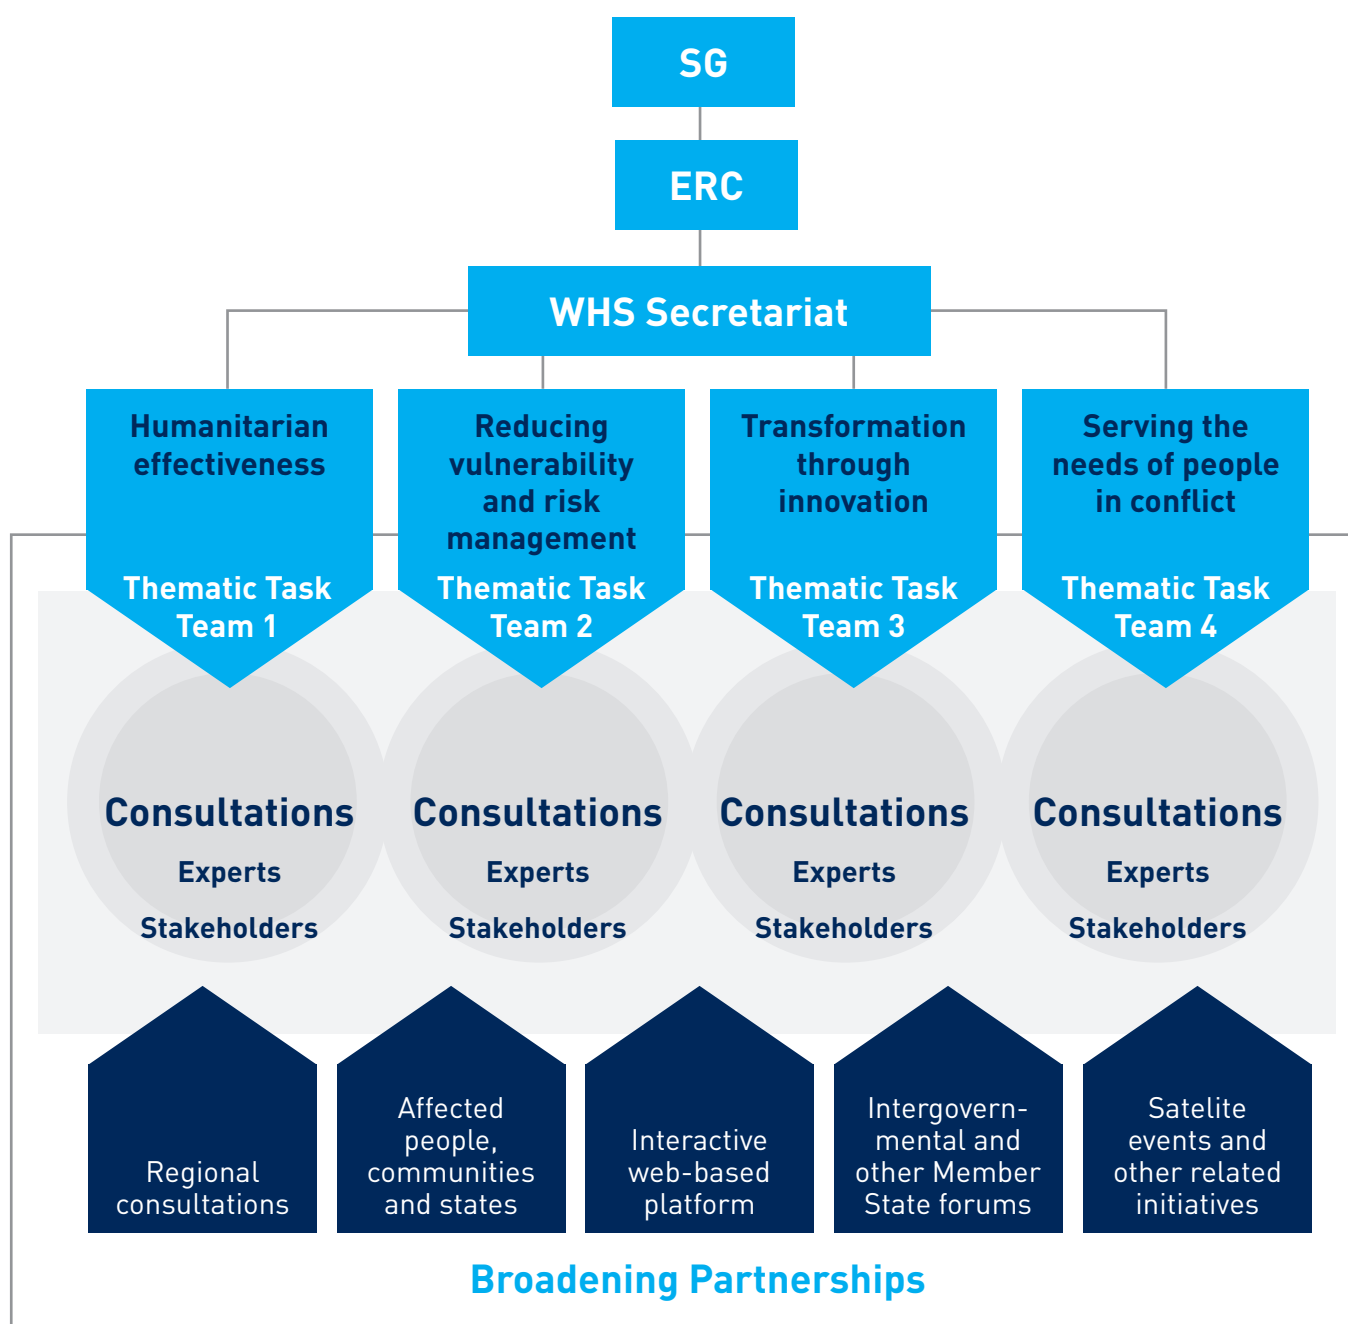 SG
ERC
WHS Secretariat
Humanitarian
effectiveness
Thematic Task
Team 1
Reducing
vulnerability
and risk
management
Thematic Task
Team 2
Transformation
through
innovation
Thematic Task
Team 3
Serving the
needs of people
in conflict
Thematic Task
Team 4
Consultations
Experts
Stakeholders
Consultations
Experts
Stakeholders
Consultations
Experts
Stakeholders
Consultations
Experts
Stakeholders
Regional
consultations
Affected
people,
communities
and states
Interactive
web-based
platform
Intergovern-
mental and
other Member
State forums
Satelite
events and
other related
initiatives
Broadening Partnerships